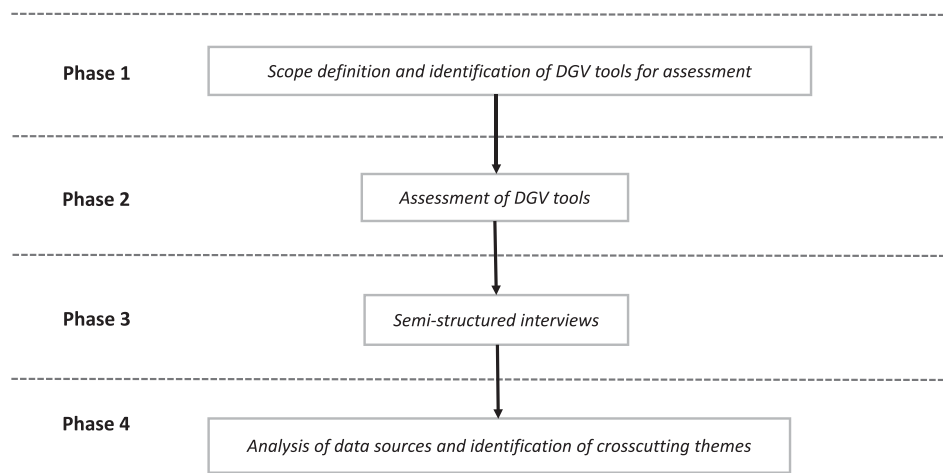 Phase 1
Scope definition and identification of DGV tools for assessment
Phase 2
Assessment of DGV tools
Phase 3
Semi-structured interviews
Phase 4
Analysis of data sources and identification of crosscutting themes